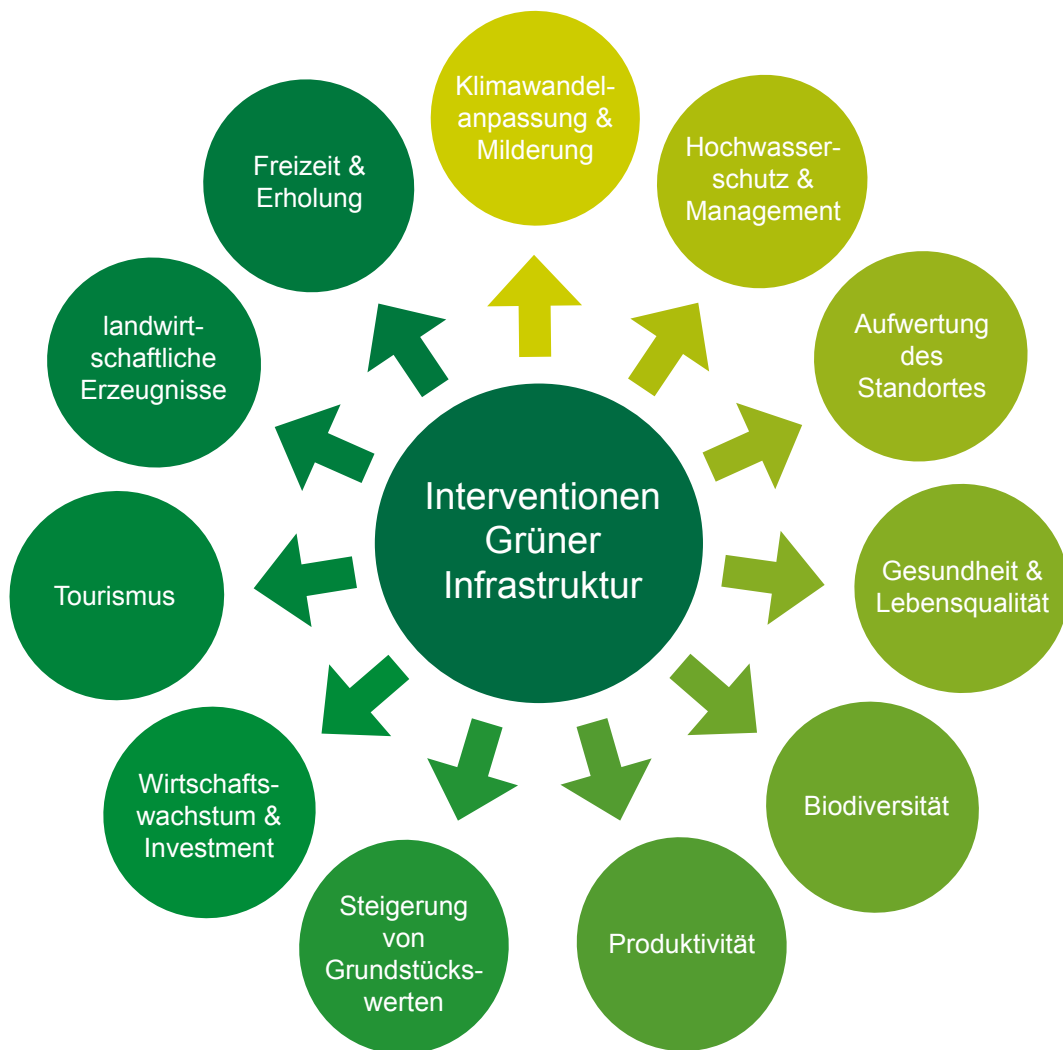 Klimawandel-
anpassung &
Milderung
Hochwasser-
schutz &
Management
Aufwertung
des
Standortes
Gesundheit &
Lebensqualität
Biodiversität
Produktivität
Steigerung
von
Grundstücks-
werten
Wirtschafts-
wachstum &
Investment
Tourismus
landwirt-
schaftliche
Erzeugnisse
Freizeit &
Erholung
Interventionen
Grüner
Infrastruktur